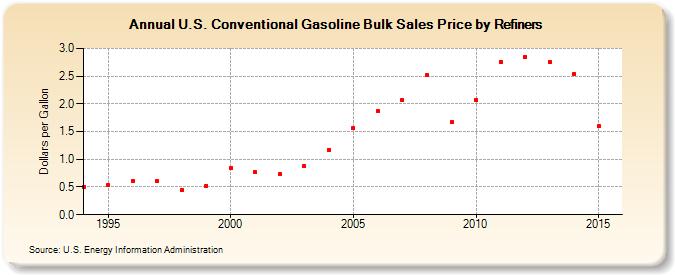 Annual U.S. Conventional Gasoline Bulk Sales Price by Refiners
Dollars per Gallon
3.0
2.5
2.0
1.5
1.0
0.5
0.0
1995 2000 2005 2010 2015
Source: U.S. Energy Information Administration